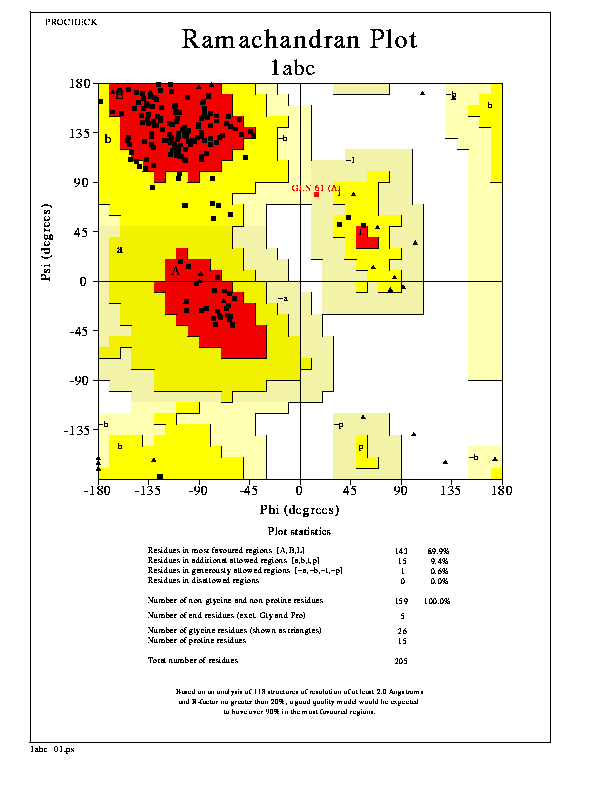 PROCHECK
Ramachandran Plot
1abc
180
135
90
45
0
-45
-90
-135
Psi (degrees)
B
b
~b
~b
b
~l
GLN 61 (A)
l
L
a
A
~a
~b
b
~p
p
~b
-180 -135 -90 -45 0 45 90 135 180
Phi (degrees)
Plot statistics
Residues in most favoured regions [A,B,L] 143 89.9%
Residues in additional allowed regions [a,b,l,p] 15 9.4%
Residues in generously allowed regions [~a,~b,~l,~p] 1 0.6%
Residues in disallowed regions 0 0.0%
Number of non-glycine and non-proline residues 159 100.0%
Number of end residues (excl. Gly and Pro) 5
Number of glycine residues (shown as triangles) 26
Number of proline residues 15
Total number of residues 205
Based on an analysis of 118 structures of resolution of at least 2.0 Angstroms
and R-factor no greater than 20%, a good quality model would be expected
to have over 90% in the most favoured regions.
1abc_01.ps